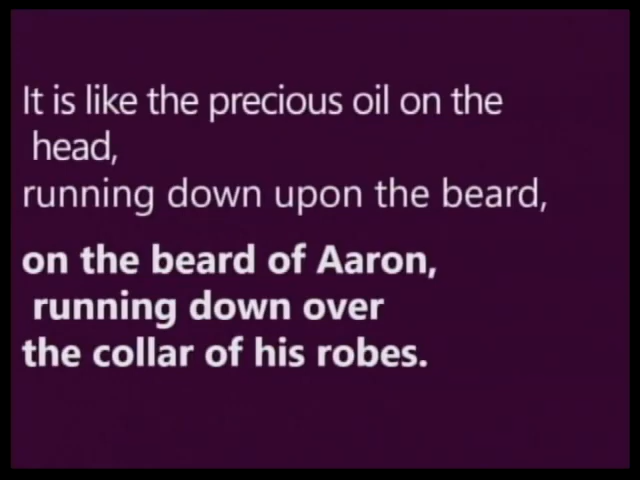 It is like the precious oil on the
head,
running down upon the beard,
on the beard of Aaron,
running down over
the collar of his robes.